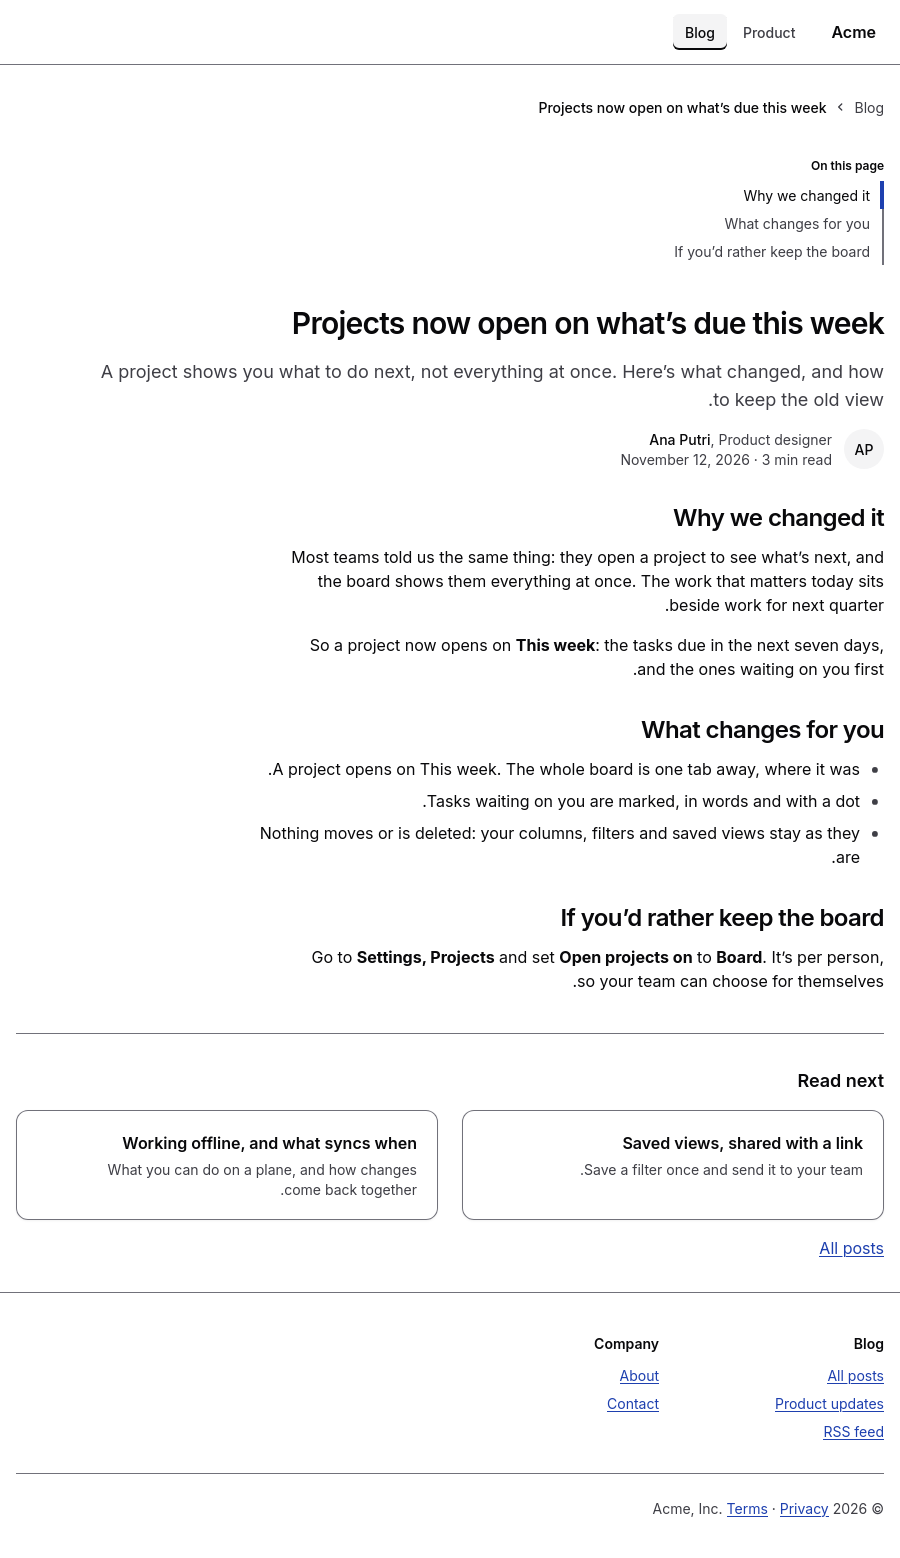 Acme
Product
Blog
Blog
Projects now open on what's due this week
On this page
Why we changed it
What changes for you
If you’d rather keep the board
Projects now open on what’s due this week
A project shows you what to do next, not everything at once. Here’s what changed, and how
to keep the old view.
AP
Ana Putri, Product designer
November 12, 2026 · 3 min read
Why we changed it
Most teams told us the same thing: they open a project to see what’s next, and
the board shows them everything at once. The work that matters today sits
beside work for next quarter.
So a project now opens on This week: the tasks due in the next seven days,
and the ones waiting on you first.
What changes for you
• A project opens on This week. The whole board is one tab away, where it was.
• Tasks waiting on you are marked, in words and with a dot.
• Nothing moves or is deleted: your columns, filters and saved views stay as they
are.
If you’d rather keep the board
Go to Settings, Projects and set Open projects on to Board. It’s per person,
so your team can choose for themselves.
Read next
Saved views, shared with a link
Save a filter once and send it to your team.
Working offline, and what syncs when
What you can do on a plane, and how changes
come back together.
All posts
Blog
All posts
Product updates
RSS feed
Company
About
Contact
© 2026 Acme, Inc. Terms · Privacy